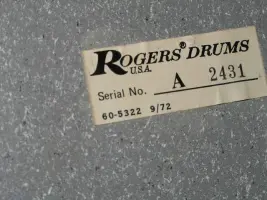 ROGERS® DRUMS
U.S.A.
Serial No. A 2431
60-5322 9/72